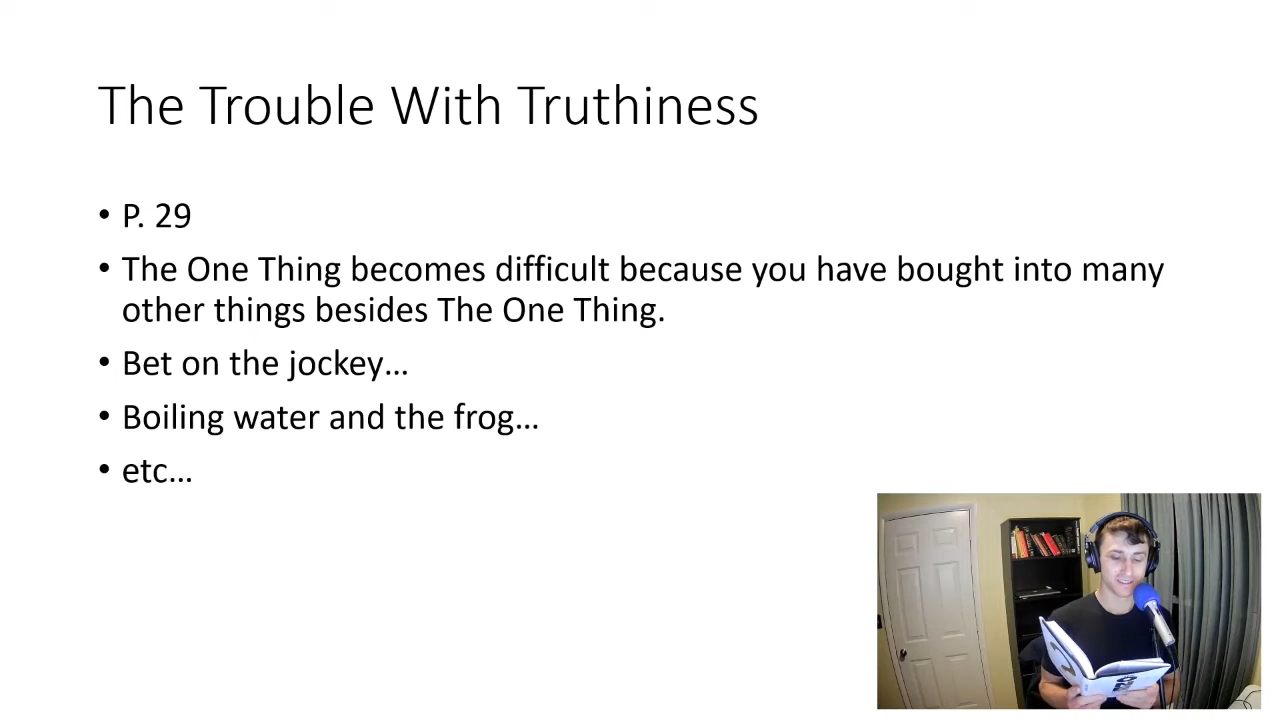 The Trouble With Truthiness
• P. 29
• The One Thing becomes difficult because you have bought into many
other things besides The One Thing.
• Bet on the jockey…
• Boiling water and the frog…
• etc…